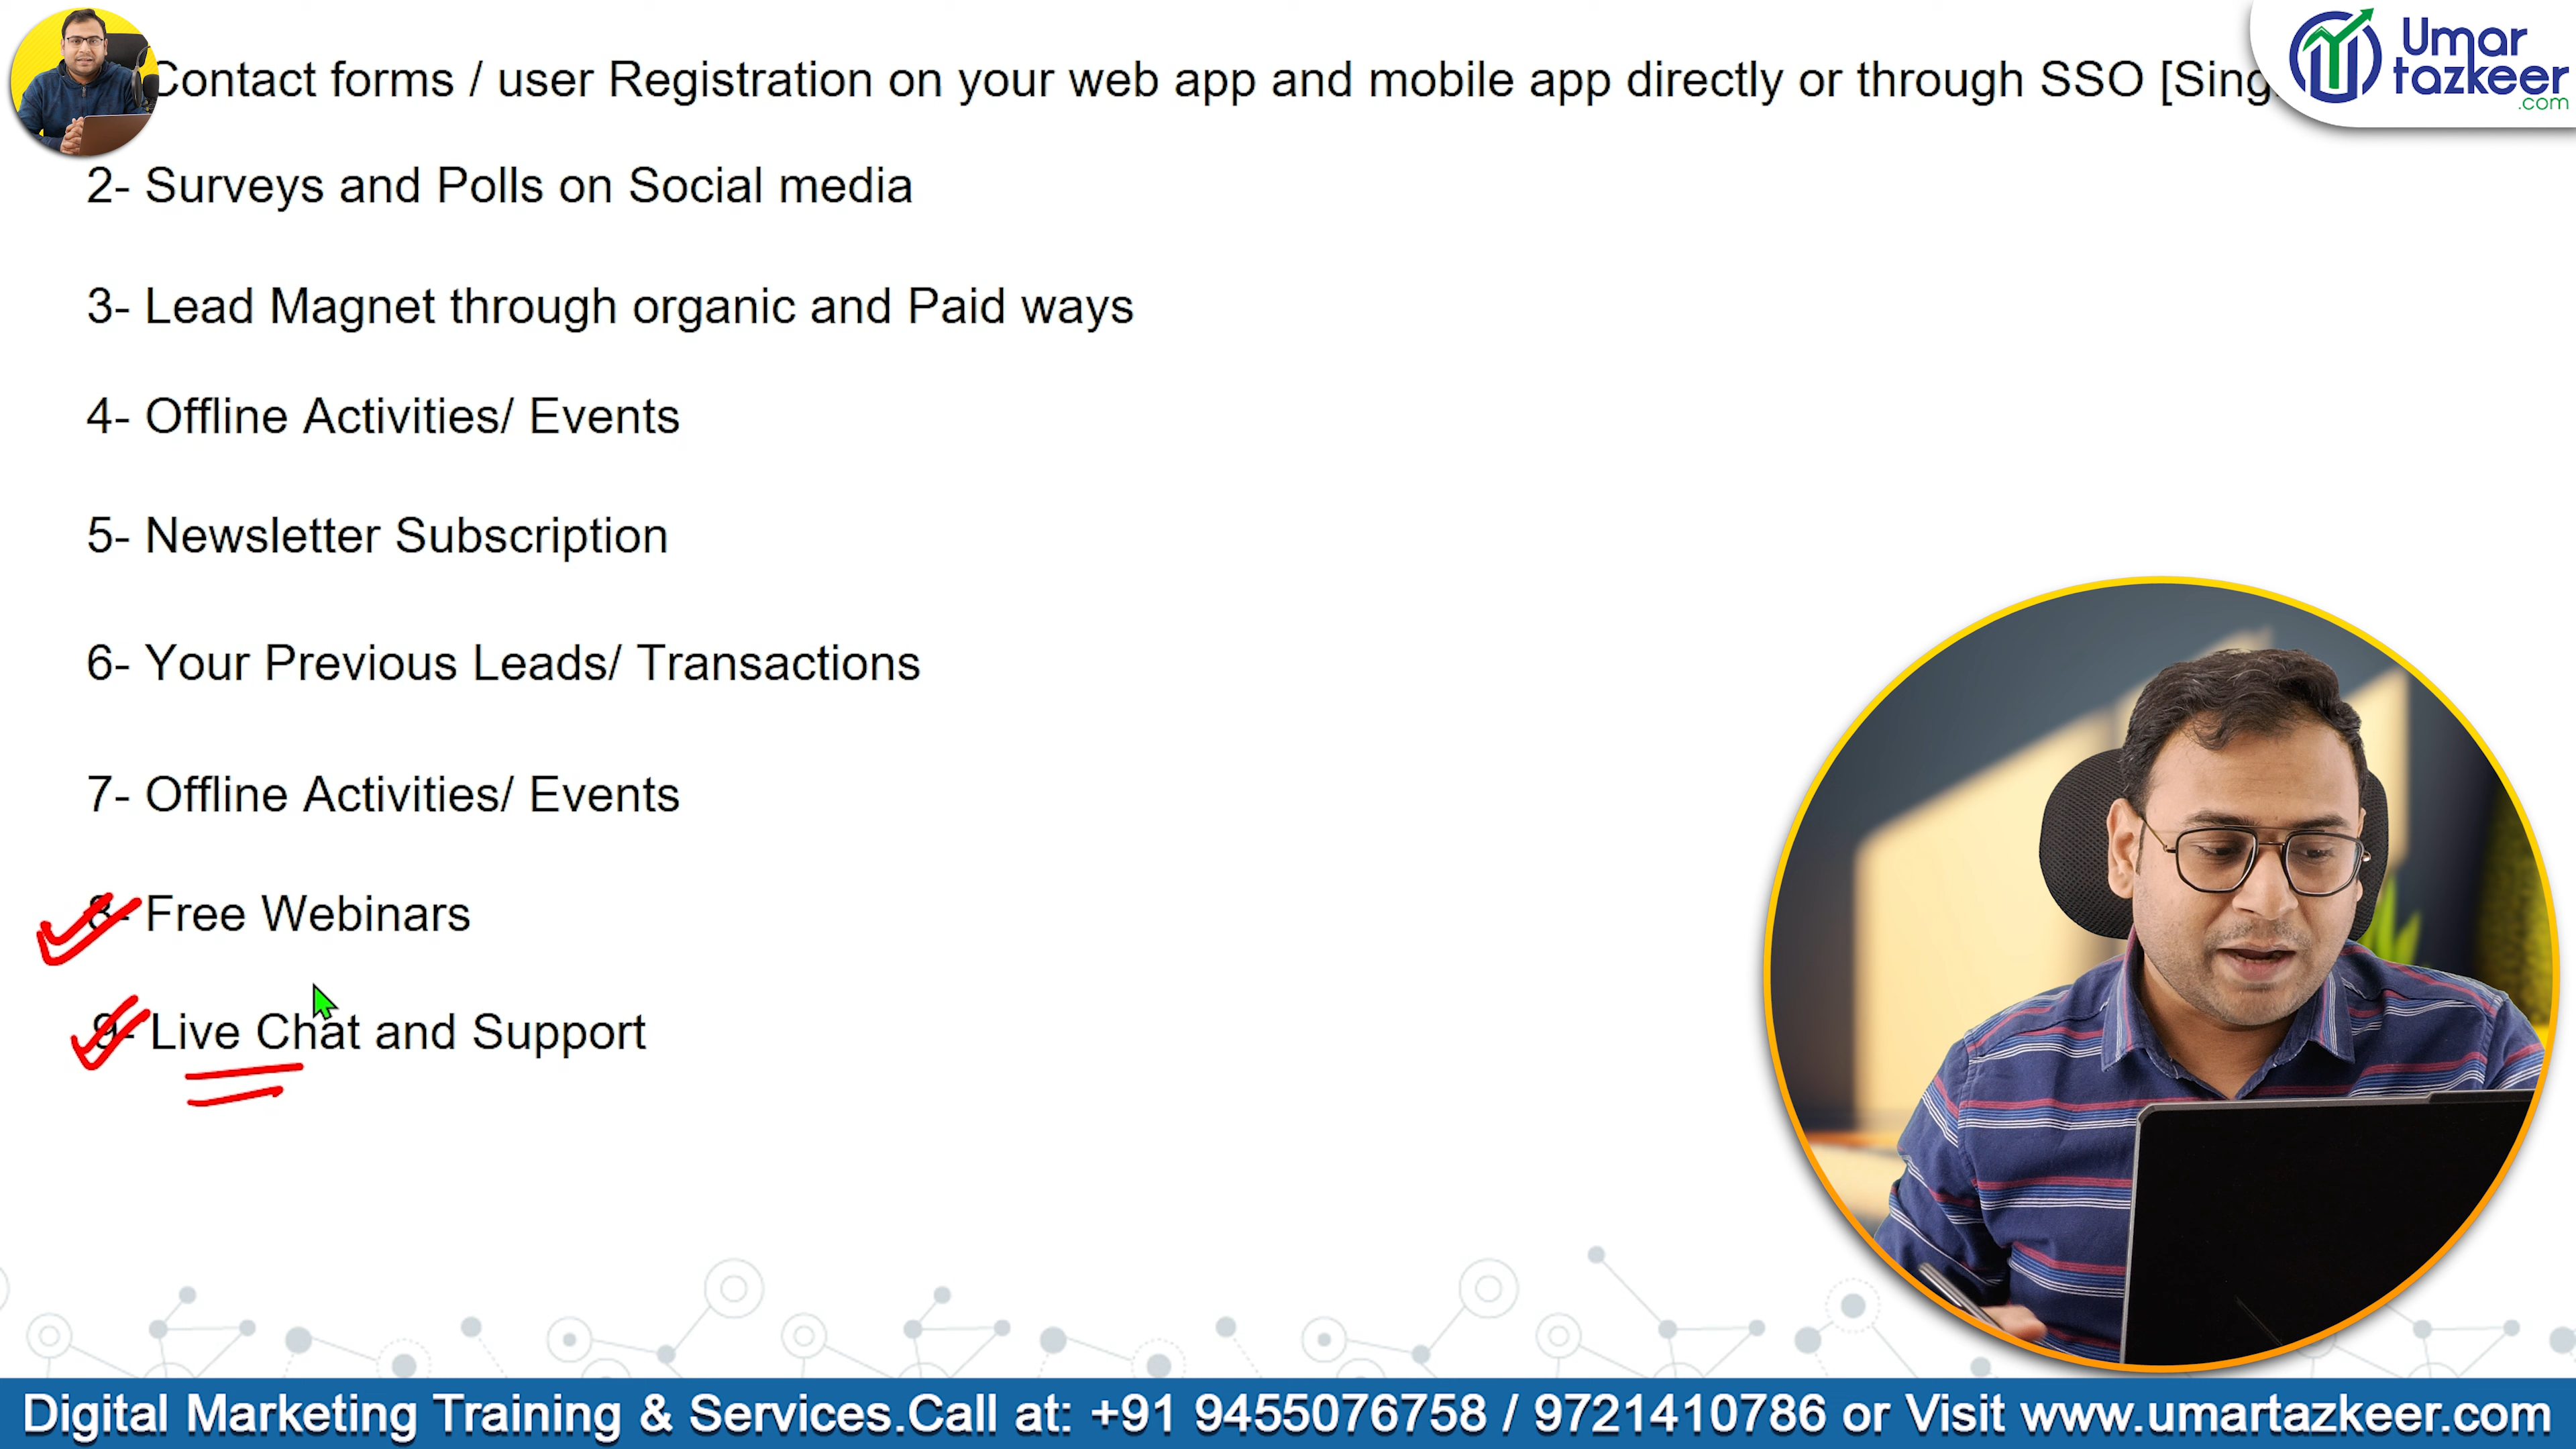 Contact forms / user Registration on your web app and mobile app directly or through SSO [Sing
Umar
tazkeer
.com
2- Surveys and Polls on Social media
3- Lead Magnet through organic and Paid ways
4- Offline Activities/ Events
5- Newsletter Subscription
6- Your Previous Leads/ Transactions
7- Offline Activities/ Events
8- Free Webinars
9- Live Chat and Support
Digital Marketing Training & Services.Call at: +91 9455076758 / 9721410786 or Visit www.umartazkeer.com